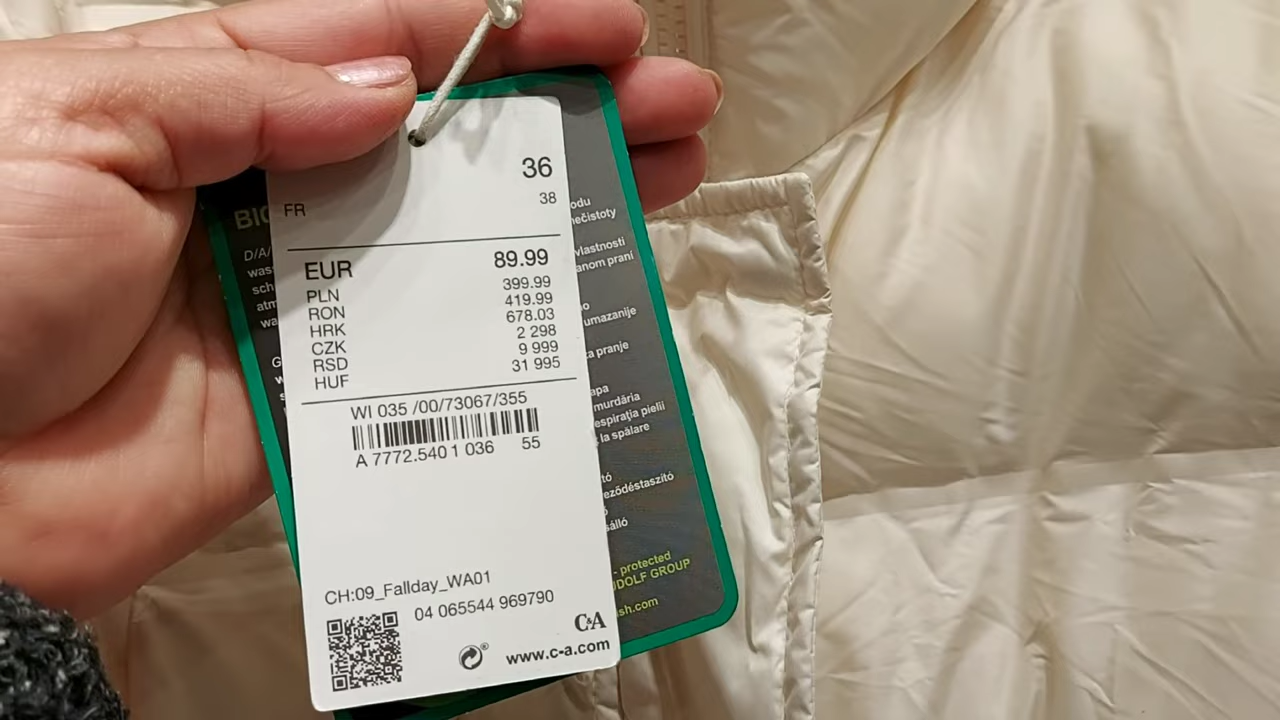 36
38
FR
EUR 89.99
PLN 399.99
RON 419.99
HRK 678.03
CZK 2 298
RSD 9 999
HUF 31 995
WI 035 /00/73067/355
A 7772.540 1 036 55
CH:09_Fallday_WA01
04 065544 969790
C&A
www.c-a.com
D/A/
odu
nečistoty
vlastnosti
anom praní
umazanije
za pranje
apa
murdăria
espirația pielii
la spălare
tó
eződéstaszító
sálló
- protected
DOLF GROUP
sh.com